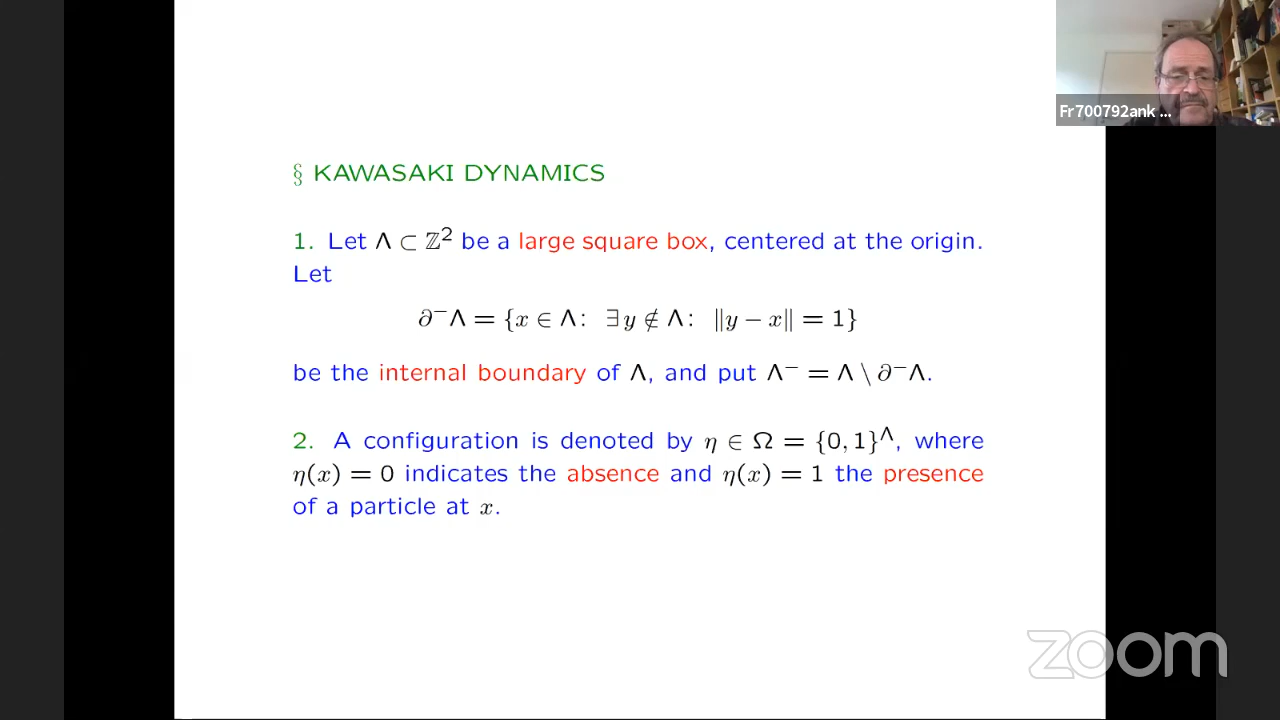 Fr700792ank ...
§ KAWASAKI DYNAMICS
1. Let Λ ⊂ ℤ² be a large square box, centered at the origin.
Let
∂⁻Λ = {x ∈ Λ: ∃ y ∉ Λ: ‖y − x‖ = 1}
be the internal boundary of Λ, and put Λ⁻ = Λ \ ∂⁻Λ.
2. A configuration is denoted by η ∈ Ω = {0, 1}^Λ, where
η(x) = 0 indicates the absence and η(x) = 1 the presence
of a particle at x.
zoom